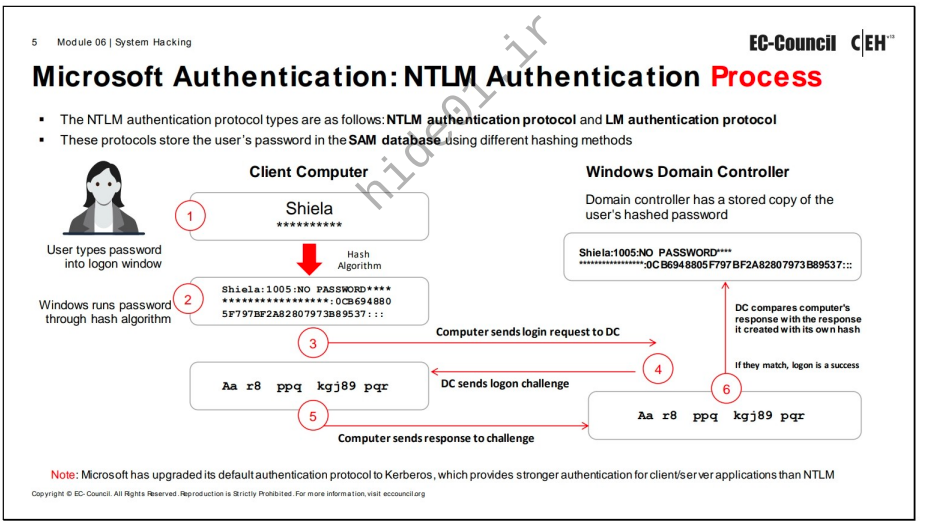 5 Module 06 | System Hacking
EC-Council C|EH v13
Microsoft Authentication: NTLM Authentication Process
▪ The NTLM authentication protocol types are as follows: NTLM authentication protocol and LM authentication protocol
▪ These protocols store the user's password in the SAM database using different hashing methods
hide01.ir
Client Computer
1
Shiela
**********
User types password
into logon window
Hash
Algorithm
Windows runs password
through hash algorithm
2
Shiela:1005:NO PASSWORD****
*****************:0CB694880
5F797BF2A82807973B89537:::
3
Computer sends login request to DC
4
DC sends logon challenge
Aa r8 ppq kgj89 pqr
5
Computer sends response to challenge
Windows Domain Controller
Domain controller has a stored copy of the
user's hashed password
Shiela:1005:NO PASSWORD****
*****************:0CB6948805F797BF2A82807973B89537:::
DC compares computer's
response with the response
it created with its own hash
If they match, logon is a success
6
Aa r8 ppq kgj89 pqr
Note: Microsoft has upgraded its default authentication protocol to Kerberos, which provides stronger authentication for client/server applications than NTLM
Copyright © EC-Council. All Rights Reserved. Reproduction is Strictly Prohibited. For more information, visit eccouncil.org